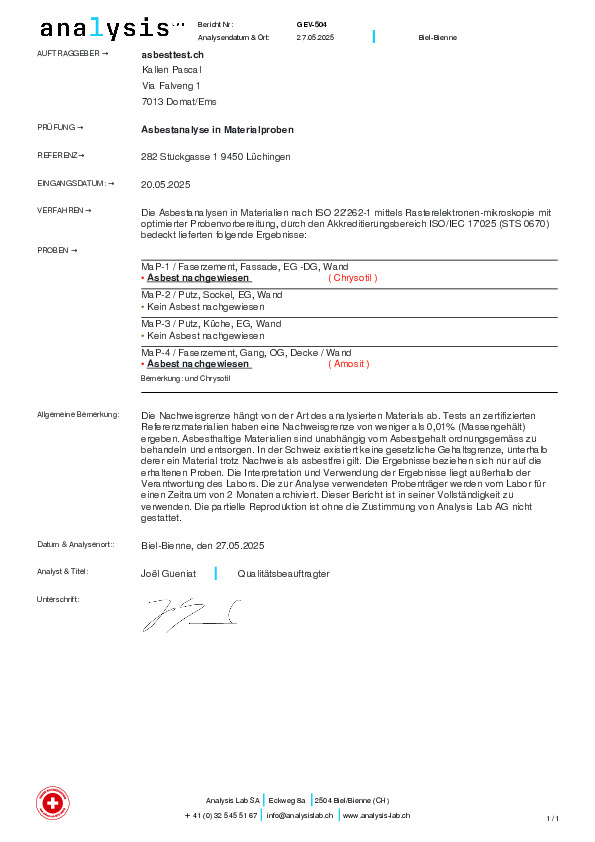 analysis
Bericht Nr: GEV-504
Analysendatum & Ort: 27.05.2025 Biel-Bienne
AUFTRAGGEBER → asbesttest.ch
Kallen Pascal
Via Falveng 1
7013 Domat/Ems
PRÜFUNG → Asbestanalyse in Materialproben
REFERENZ → 282 Stuckgasse 1 9450 Lüchingen
EINGANGSDATUM: → 20.05.2025
VERFAHREN → Die Asbestanalysen in Materialien nach ISO 22'262-1 mittels Rasterelektronen-mikroskopie mit
optimierter Probenvorbereitung, durch den Akkreditierungsbereich ISO/IEC 17025 (STS 0670)
bedeckt lieferten folgende Ergebnisse:
PROBEN →
MaP-1 / Faserzement, Fassade, EG -DG, Wand
• Asbest nachgewiesen ( Chrysotil )
MaP-2 / Putz, Sockel, EG, Wand
• Kein Asbest nachgewiesen
MaP-3 / Putz, Küche, EG, Wand
• Kein Asbest nachgewiesen
MaP-4 / Faserzement, Gang, OG, Decke / Wand
• Asbest nachgewiesen ( Amosit )
Bemerkung: und Chrysotil
Allgemeine Bemerkung: Die Nachweisgrenze hängt von der Art des analysierten Materials ab. Tests an zertifizierten
Referenzmaterialien haben eine Nachweisgrenze von weniger als 0,01% (Massengehält)
ergeben. Asbesthaltige Materialien sind unabhängig vom Asbestgehalt ordnungsgemäss zu
behandeln und entsorgen. In der Schweiz existiert keine gesetzliche Gehaltsgrenze, unterhalb
derer ein Material trotz Nachweis als asbestfrei gilt. Die Ergebnisse beziehen sich nur auf die
erhaltenen Proben. Die Interpretation und Verwendung der Ergebnisse liegt außerhalb der
Verantwortung des Labors. Die zur Analyse verwendeten Probenträger werden vom Labor für
einen Zeitraum von 2 Monaten archiviert. Dieser Bericht ist in seiner Vollständigkeit zu
verwenden. Die partielle Reproduktion ist ohne die Zustimmung von Analysis Lab AG nicht
gestattet.
Datum & Analysenort:: Biel-Bienne, den 27.05.2025
Analyst & Titel: Joël Gueniat Qualitätsbeauftragter
Unterschrift:
Analysis Lab SA Eckweg 8a 2504 Biel/Bienne (CH)
+ 41 (0) 32 545 51 67 info@analysislab.ch www.analysis-lab.ch
1 / 1